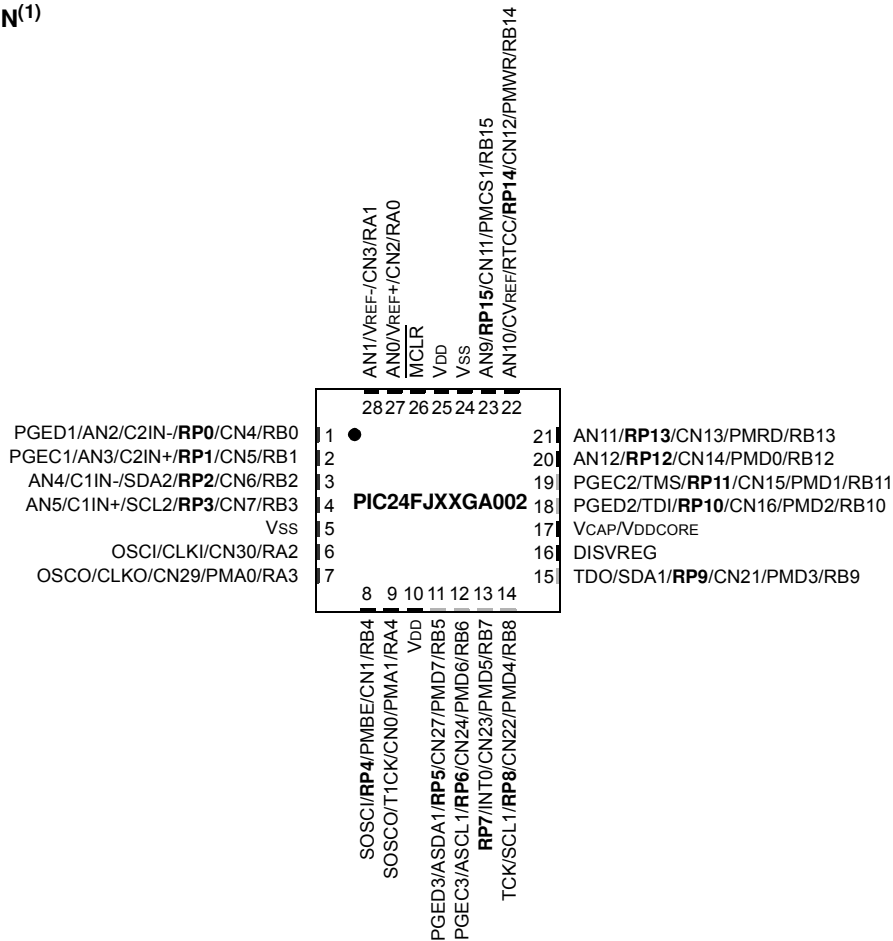 N(1)
AN1/VREF-/CN3/RA1
AN0/VREF+/CN2/RA0
MCLR
VDD
VSS
AN9/RP15/CN11/PMCS1/RB15
AN10/CVREF/RTCC/RP14/CN12/PMWR/RB14
28 27 26 25 24 23 22
PGED1/AN2/C2IN-/RP0/CN4/RB0 1
PGEC1/AN3/C2IN+/RP1/CN5/RB1 2
AN4/C1IN-/SDA2/RP2/CN6/RB2 3
AN5/C1IN+/SCL2/RP3/CN7/RB3 4
VSS 5
OSCI/CLKI/CN30/RA2 6
OSCO/CLKO/CN29/PMA0/RA3 7
PIC24FJXXGA002
21 AN11/RP13/CN13/PMRD/RB13
20 AN12/RP12/CN14/PMD0/RB12
19 PGEC2/TMS/RP11/CN15/PMD1/RB11
18 PGED2/TDI/RP10/CN16/PMD2/RB10
17 VCAP/VDDCORE
16 DISVREG
15 TDO/SDA1/RP9/CN21/PMD3/RB9
8 9 10 11 12 13 14
SOSCI/RP4/PMBE/CN1/RB4
SOSCO/T1CK/CN0/PMA1/RA4
VDD
PGED3/ASDA1/RP5/CN27/PMD7/RB5
PGEC3/ASCL1/RP6/CN24/PMD6/RB6
RP7/INT0/CN23/PMD5/RB7
TCK/SCL1/RP8/CN22/PMD4/RB8